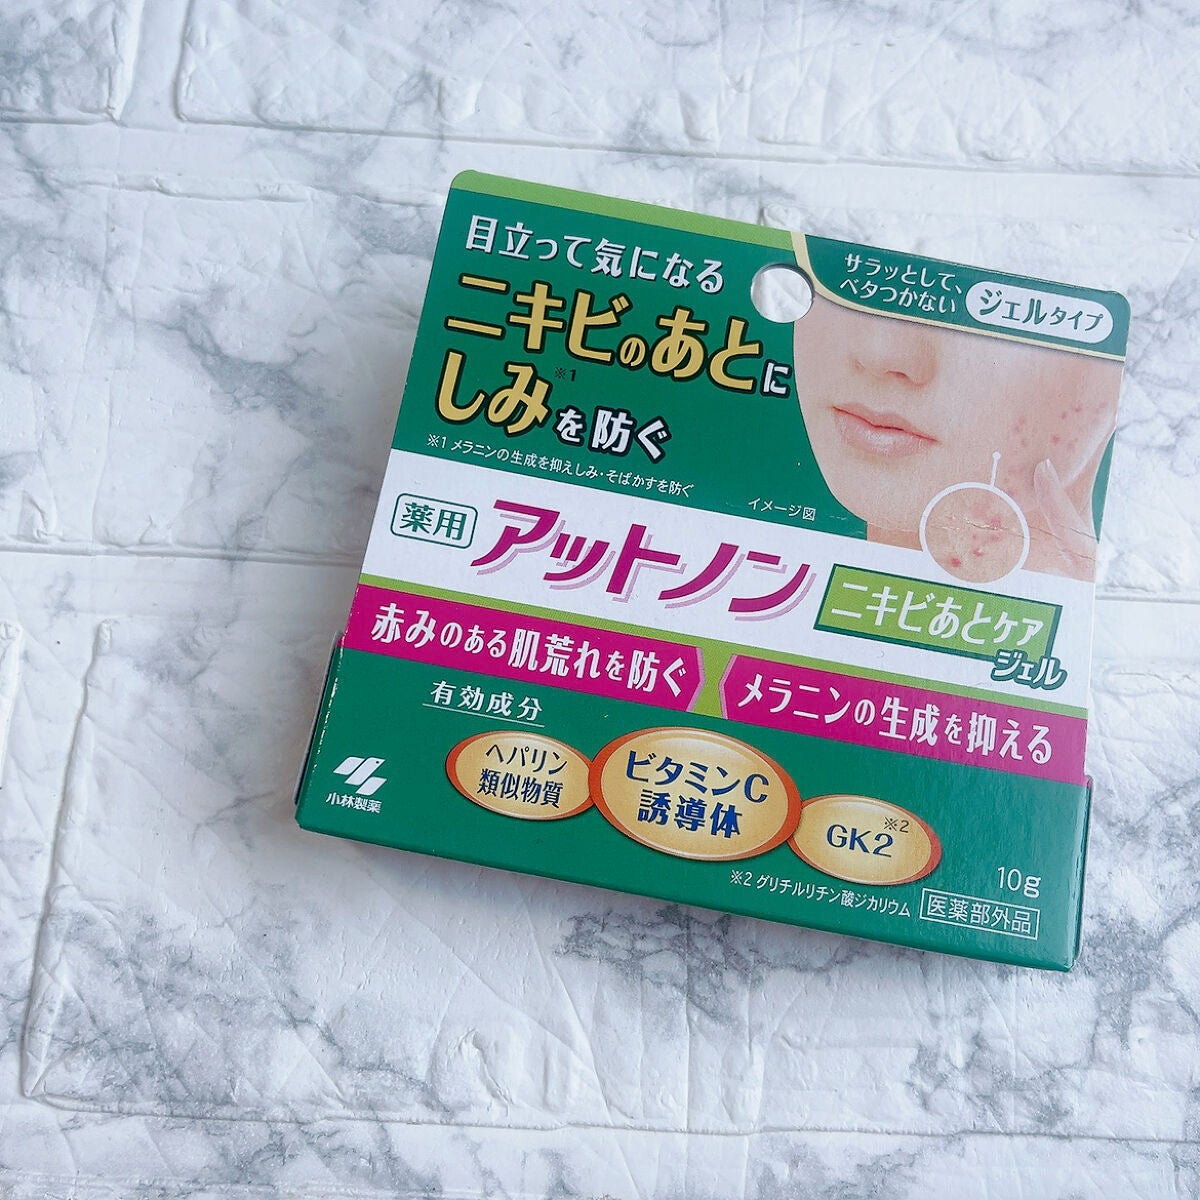 目立って気になる
ニキビのあとに
しみ※1を防ぐ
※1 メラニンの生成を抑えしみ・そばかすを防ぐ
サラッとして、
ベタつかない
ジェルタイプ
イメージ図
薬用
アットノン
ニキビあとケア
ジェル
赤みのある肌荒れを防ぐ
メラニンの生成を抑える
有効成分
ヘパリン
類似物質
ビタミンC
誘導体
GK2※2
小林製薬
10g
※2 グリチルリチン酸ジカリウム
医薬部外品